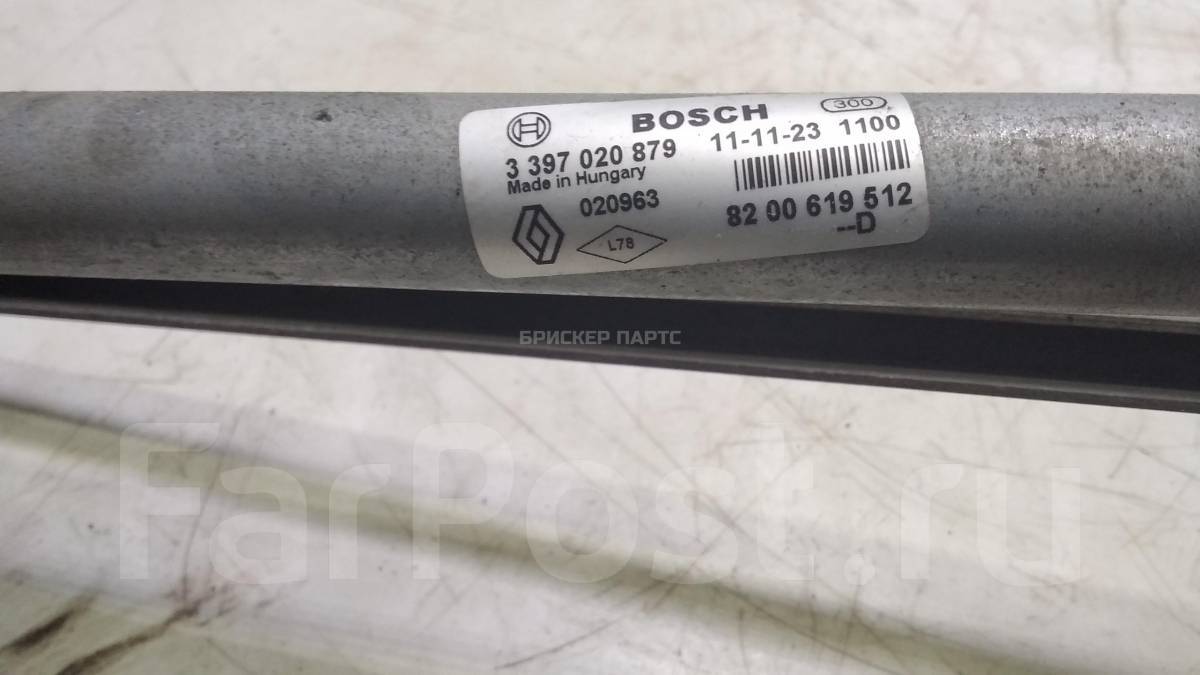 BOSCH 300
3 397 020 879 11-11-23 1100
Made in Hungary
020963 82 00 619 512
L78 --D
БРИСКЕР ПАРТС
FarPost.ru